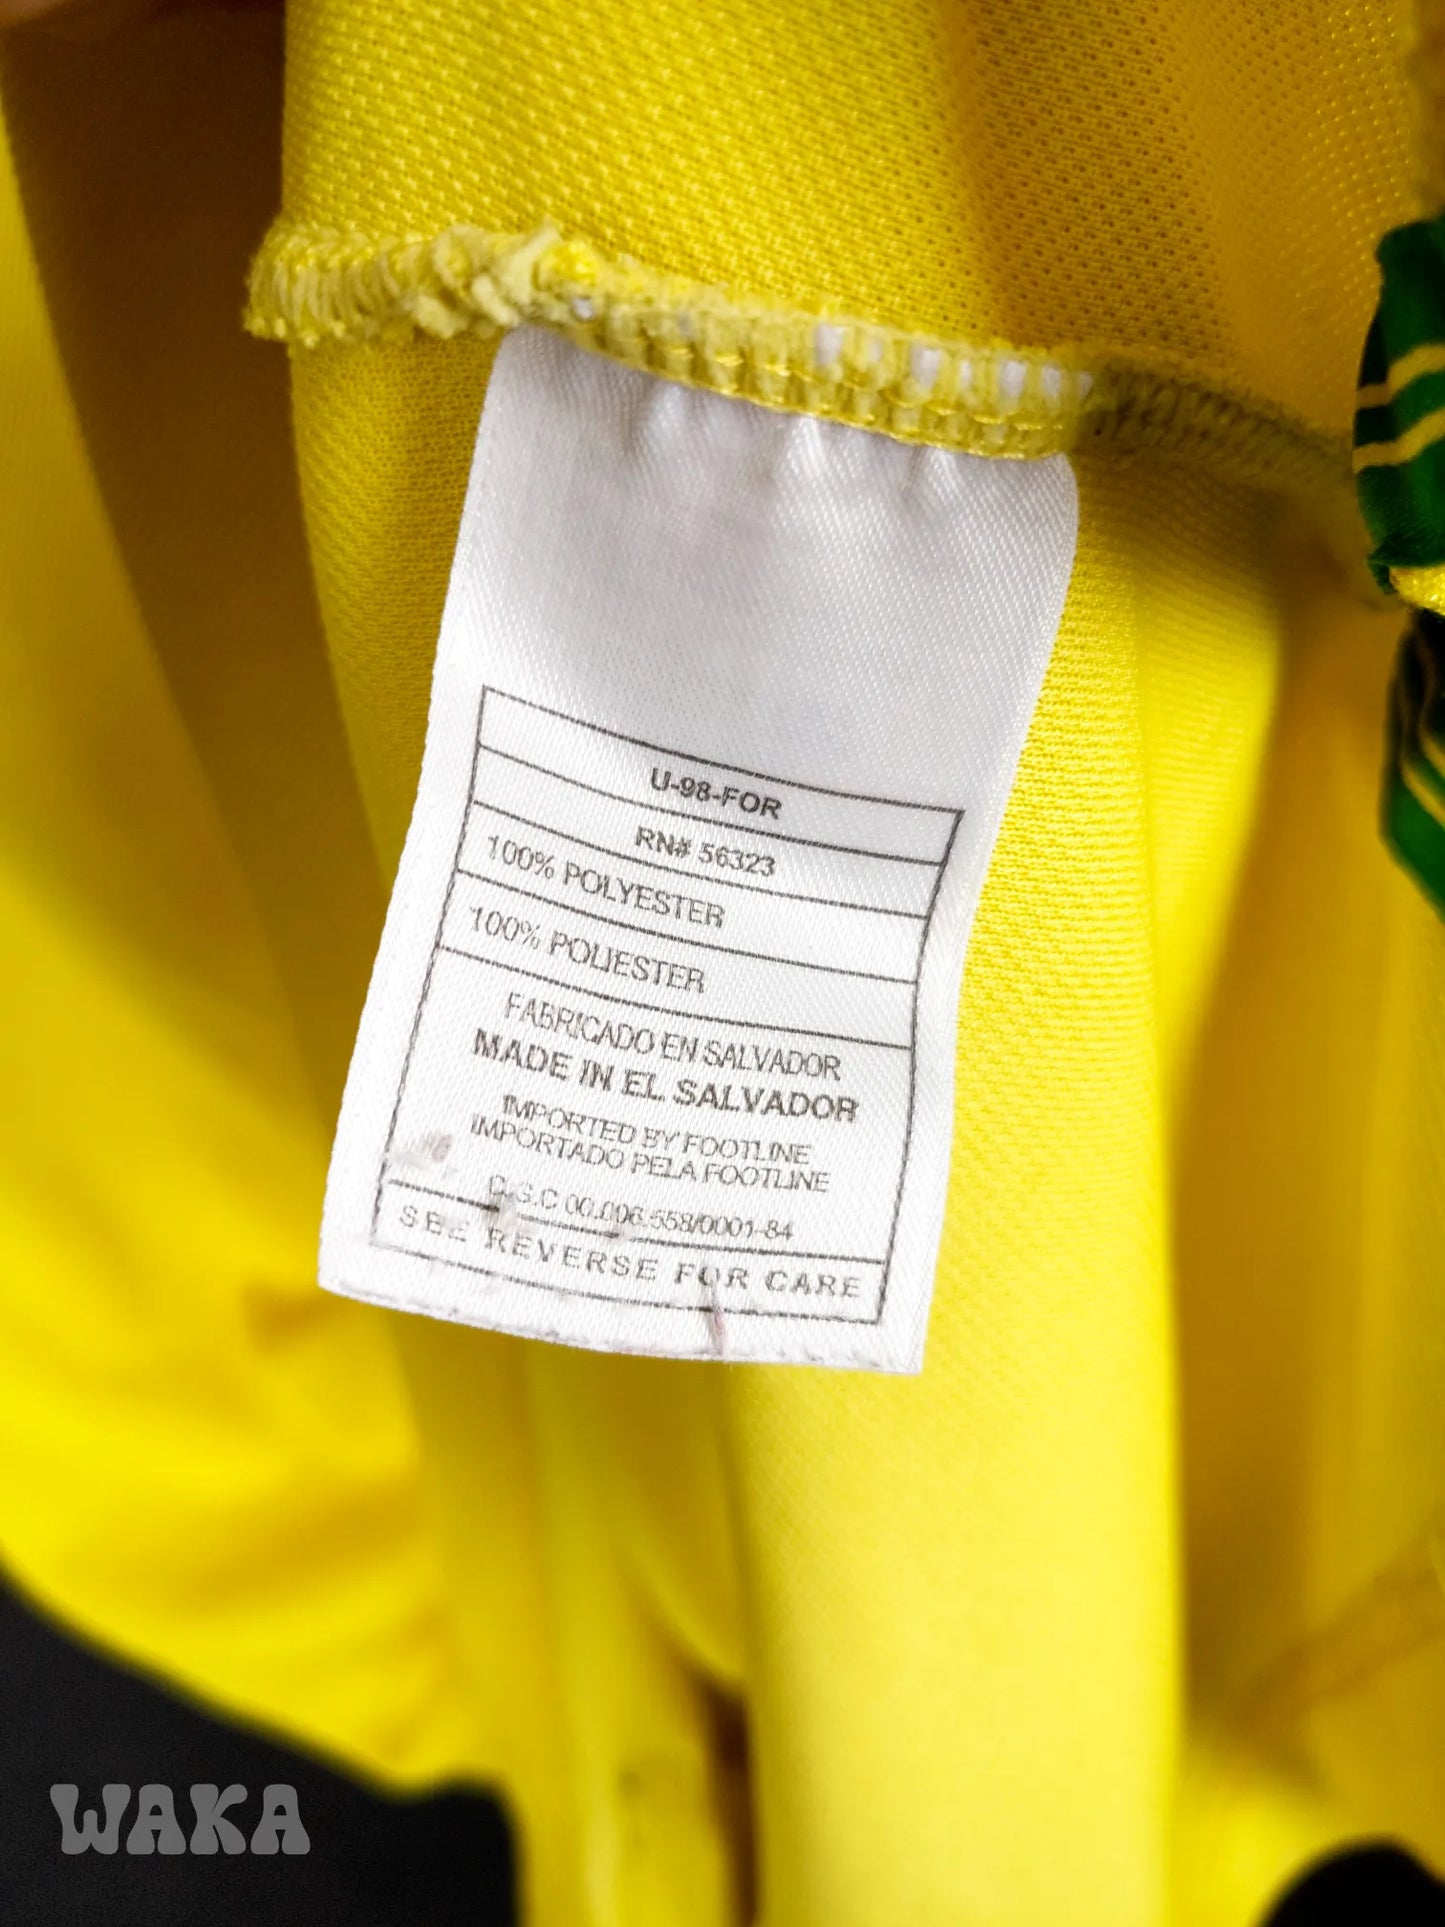 U-98-FOR
RN# 56323
100% POLYESTER
100% POLIESTER
FABRICADO EN SALVADOR
MADE IN EL SALVADOR
IMPORTED BY FOOTLINE
IMPORTADO PELA FOOTLINE
C.G.C 00.006.558/0001-84
SEE REVERSE FOR CARE
WAKA